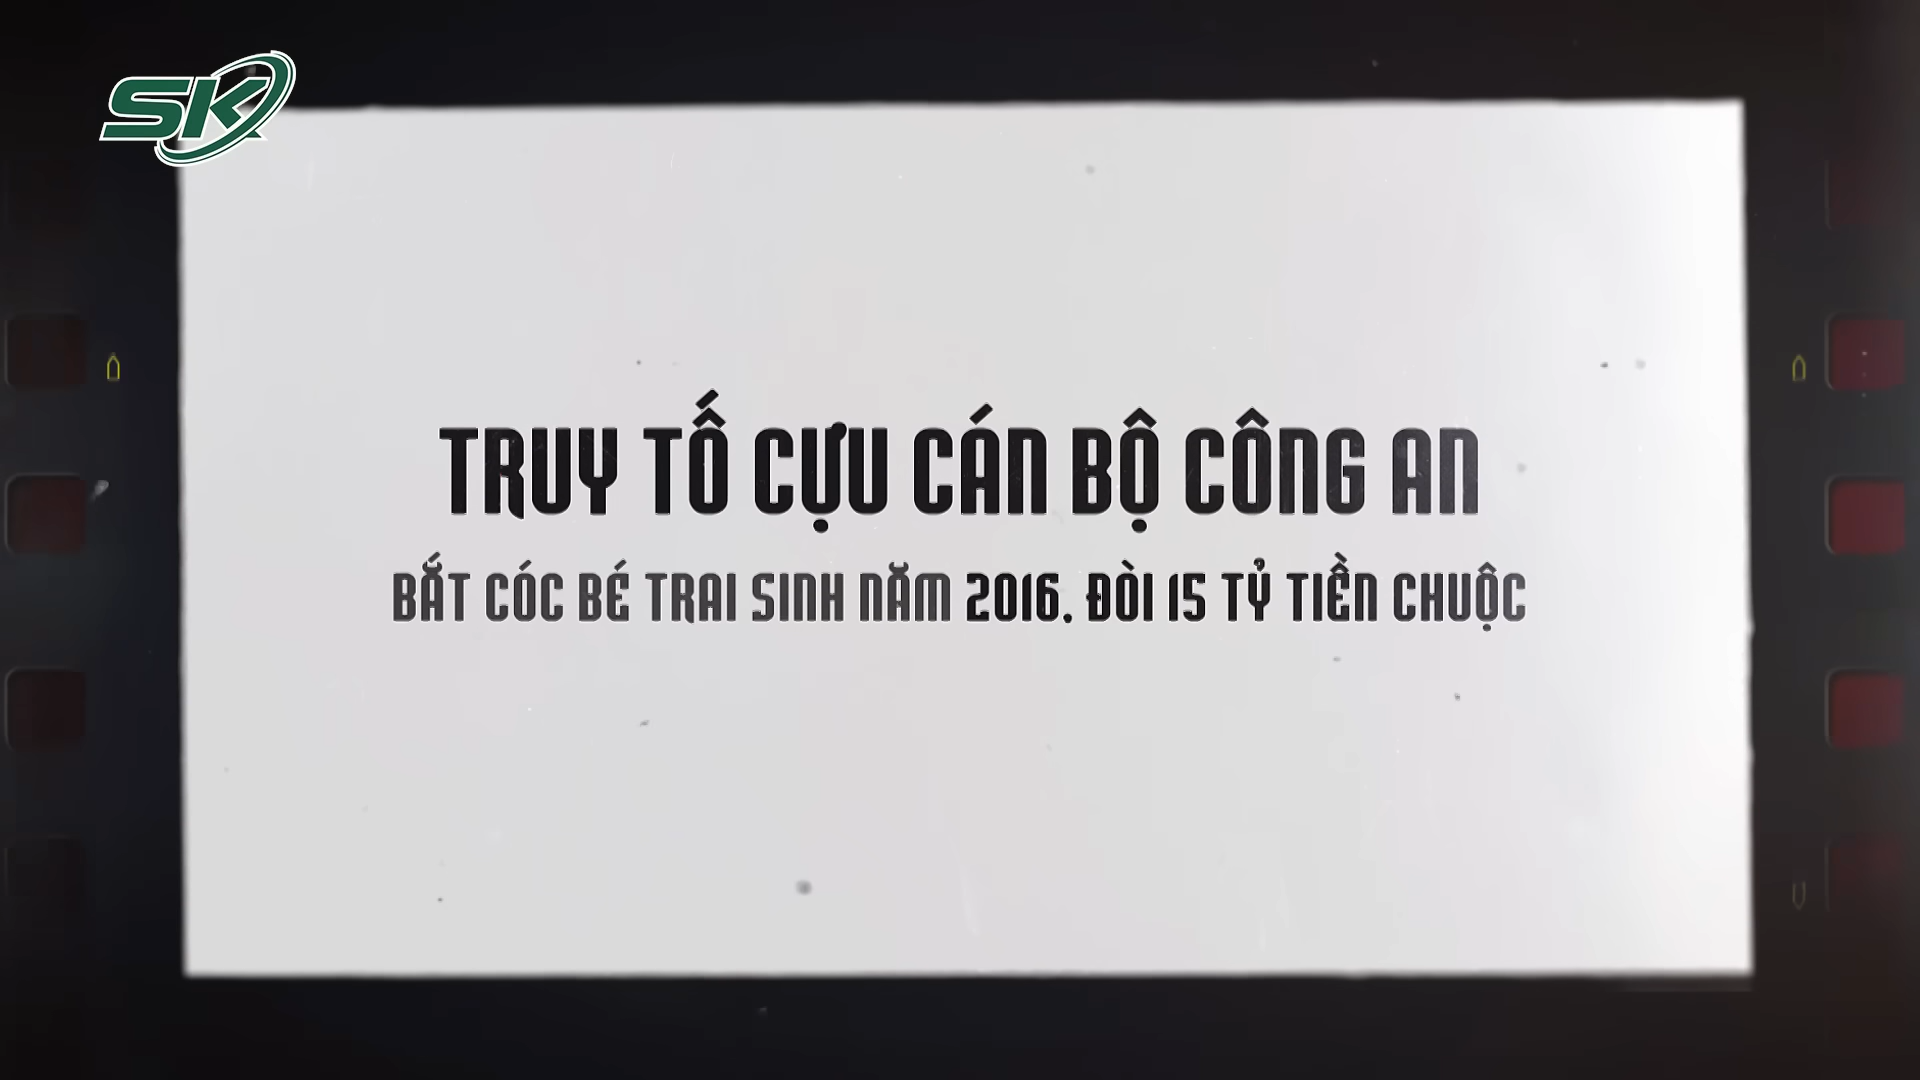 SK
TRUY TỐ CỰU CÁN BỘ CÔNG AN
BẮT CÓC BÉ TRAI SINH NĂM 2016, ĐÒI 15 TỶ TIỀN CHUỘC